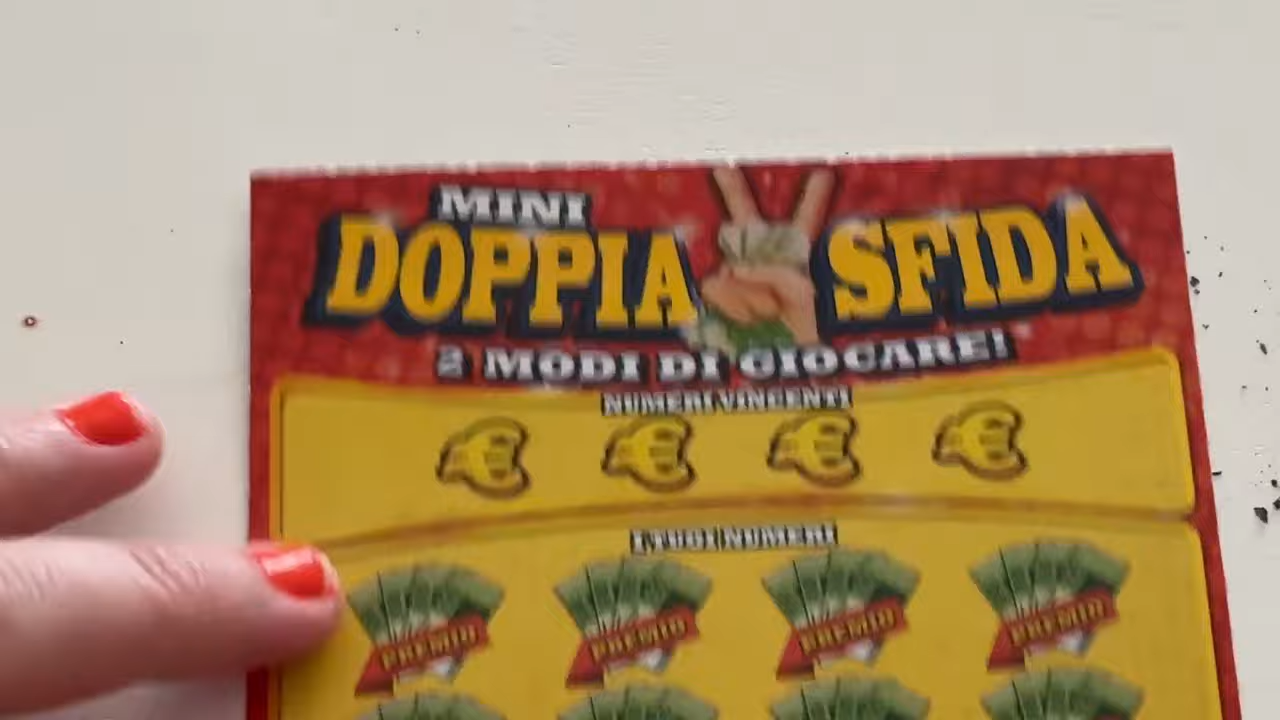 MINI
DOPPIA SFIDA
2 MODI DI GIOCARE!
NUMERI VINCENTI
€ € € €
I TUOI NUMERI
PREMIO PREMIO PREMIO PREMIO